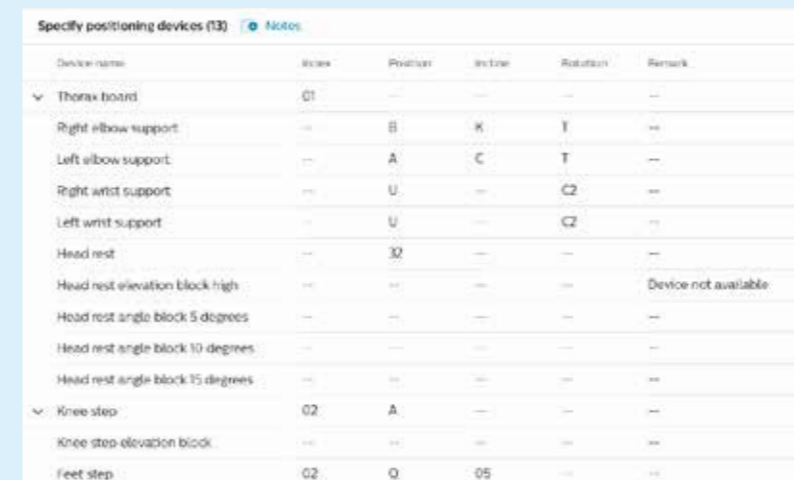 Specify positioning devices (13) Notes
Device name Index Position Incline Rotation Remark
Thorax board 01 -- -- -- --
Right elbow support -- B K T --
Left elbow support -- A C T --
Right wrist support -- U -- C2 --
Left wrist support -- U -- C2 --
Head rest -- 32 -- -- --
Head rest elevation block high -- -- -- -- Device not available
Head rest angle block 5 degrees -- -- -- -- --
Head rest angle block 10 degrees -- -- -- -- --
Head rest angle block 15 degrees -- -- -- -- --
Knee step 02 A -- -- --
Knee step elevation block -- -- -- -- --
Feet step 02 Q 05 -- --